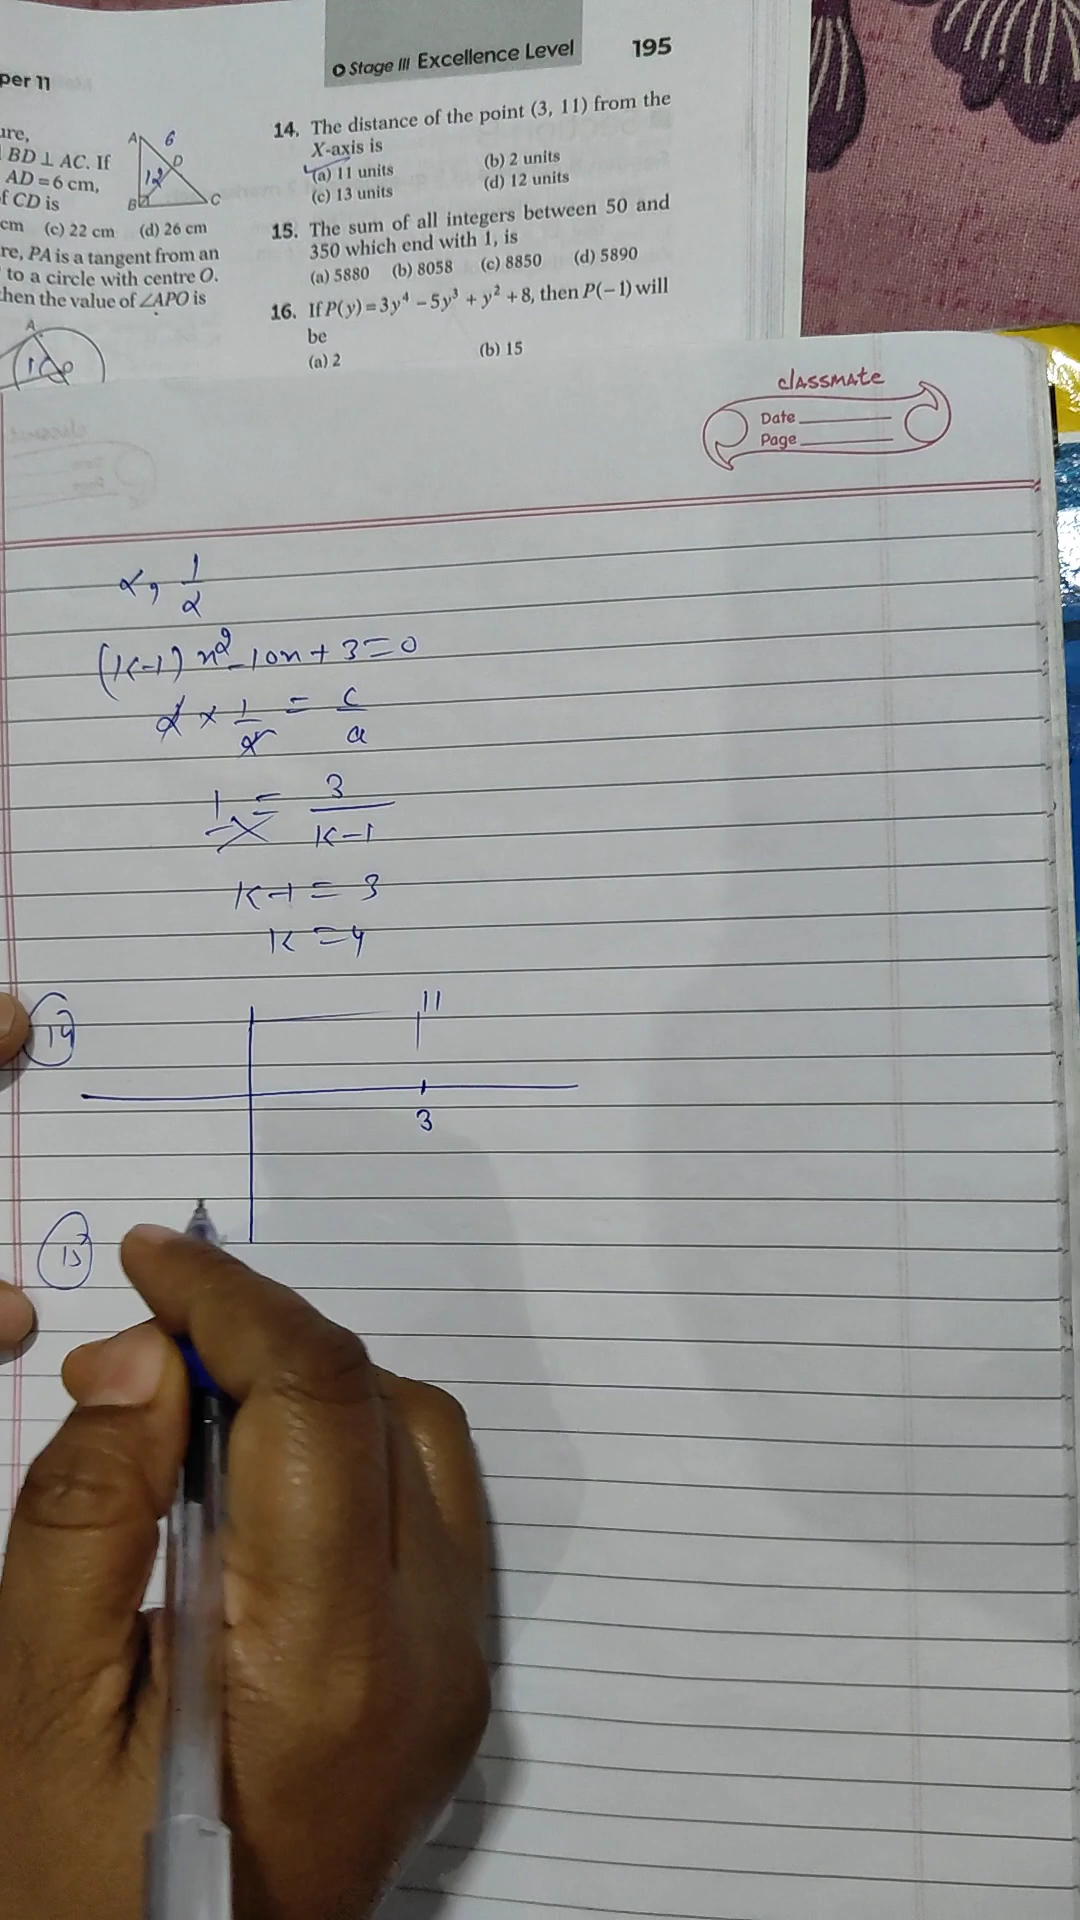 Stage III Excellence Level 195
per 11
ure,
BD ⊥ AC. If
AD = 6 cm,
f CD is
cm (c) 22 cm (d) 26 cm
re, PA is a tangent from an
to a circle with centre O.
hen the value of ∠APO is
A
A 6
D
12
B C
14. The distance of the point (3, 11) from the
X-axis is
(a) 11 units (b) 2 units
(c) 13 units (d) 12 units
15. The sum of all integers between 50 and
350 which end with 1, is
(a) 5880 (b) 8058 (c) 8850 (d) 5890
16. If P(y) = 3y⁴ − 5y³ + y² + 8, then P(−1) will
be
(a) 2 (b) 15
classmate
Date
Page
α, 1/α
(k-1) x² - 10x + 3 = 0
α × 1/α = c/a
1 = 3/(k-1)
k-1 = 3
k = 4
14
11
3
15